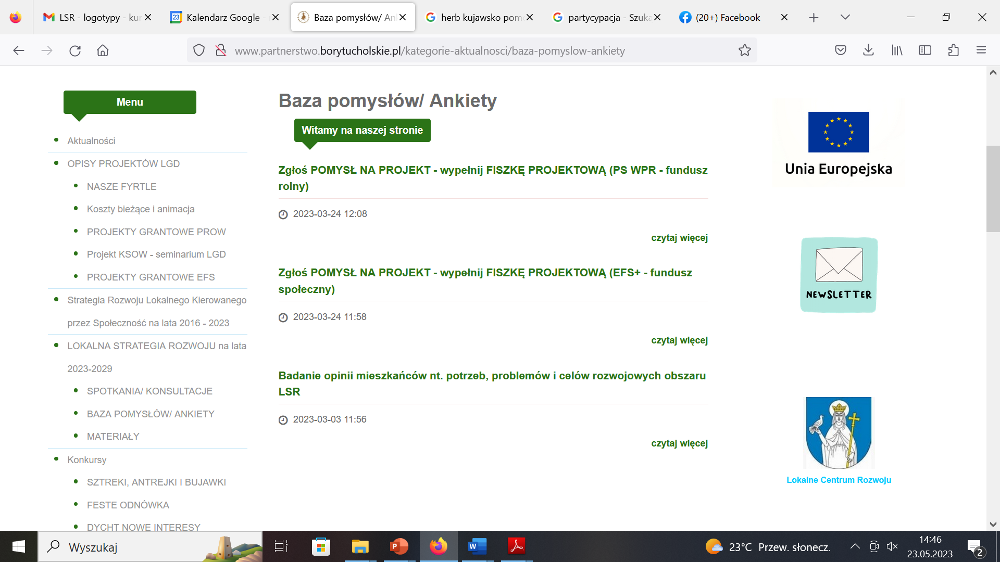 LSR - logotypy - kur
Kalendarz Google -
Baza pomysłów/ An
herb kujawsko pom
partycypacja - Szuka
(20+) Facebook
www.partnerstwo.borytucholskie.pl/kategorie-aktualnosci/baza-pomyslow-ankiety
Menu
Aktualności
OPISY PROJEKTÓW LGD
NASZE FYRTLE
Koszty bieżące i animacja
PROJEKTY GRANTOWE PROW
Projekt KSOW - seminarium LGD
PROJEKTY GRANTOWE EFS
Strategia Rozwoju Lokalnego Kierowanego
przez Społeczność na lata 2016 - 2023
LOKALNA STRATEGIA ROZWOJU na lata
2023-2029
SPOTKANIA/ KONSULTACJE
BAZA POMYSŁÓW/ ANKIETY
MATERIAŁY
Konkursy
SZTREKI, ANTREJKI I BUJAWKI
FESTE ODNÓWKA
DYCHT NOWE INTERESY
Baza pomysłów/ Ankiety
Witamy na naszej stronie
Zgłoś POMYSŁ NA PROJEKT - wypełnij FISZKĘ PROJEKTOWĄ (PS WPR - fundusz
rolny)
2023-03-24 12:08
czytaj więcej
Zgłoś POMYSŁ NA PROJEKT - wypełnij FISZKĘ PROJEKTOWĄ (EFS+ - fundusz
społeczny)
2023-03-24 11:58
czytaj więcej
Badanie opinii mieszkańców nt. potrzeb, problemów i celów rozwojowych obszaru
LSR
2023-03-03 11:56
czytaj więcej
Unia Europejska
NEWSLETTER
Lokalne Centrum Rozwoju
Wyszukaj
23°C Przew. słonecz.
14:46
23.05.2023
2